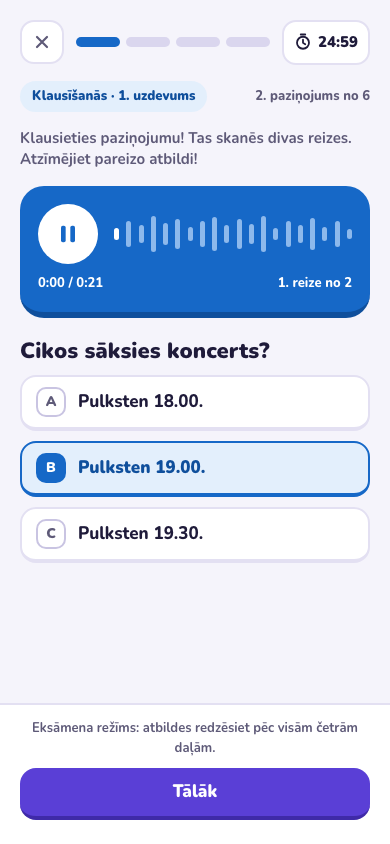 24:59
Klausīšanās · 1. uzdevums
2. paziņojums no 6
Klausieties paziņojumu! Tas skanēs divas reizes.
Atzīmējiet pareizo atbildi!
0:00 / 0:21
1. reize no 2
Cikos sāksies koncerts?
A Pulksten 18.00.
B Pulksten 19.00.
C Pulksten 19.30.
Eksāmena režīms: atbildes redzēsiet pēc visām četrām
daļām.
Tālāk